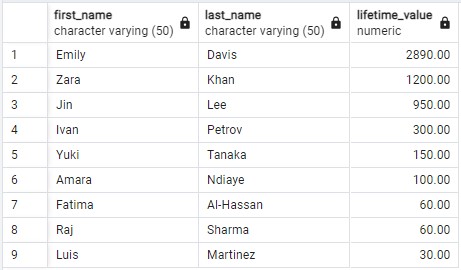 first_name last_name lifetime_value
character varying (50) character varying (50) numeric
1 Emily Davis 2890.00
2 Zara Khan 1200.00
3 Jin Lee 950.00
4 Ivan Petrov 300.00
5 Yuki Tanaka 150.00
6 Amara Ndiaye 100.00
7 Fatima Al-Hassan 60.00
8 Raj Sharma 60.00
9 Luis Martinez 30.00